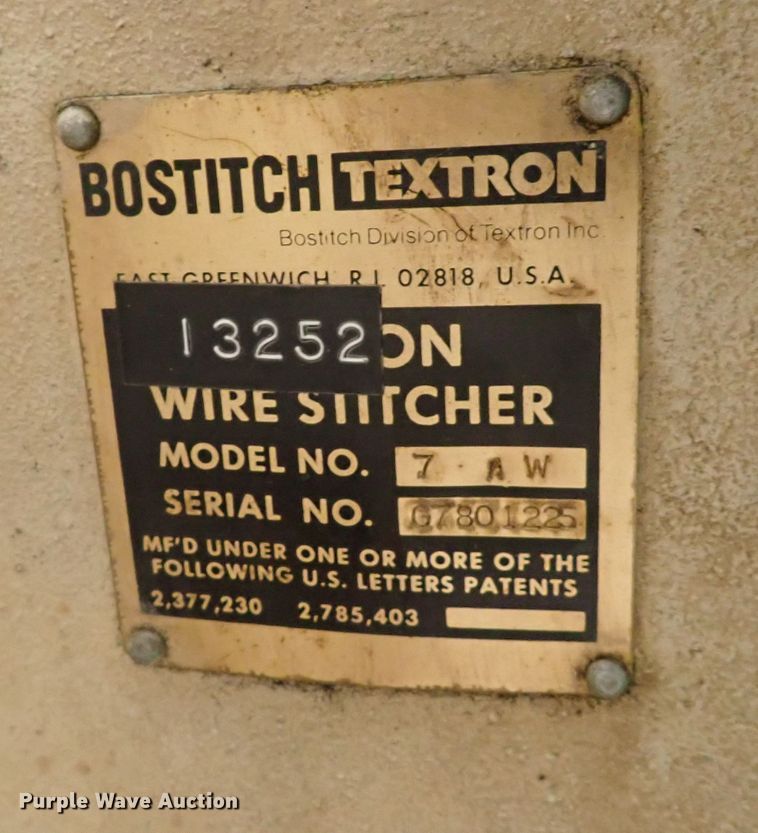 BOSTITCH TEXTRON
Bostitch Division of Textron Inc.
EAST GREENWICH, R.I. 02818, U.S.A.
13252 ON
WIRE STITCHER
MODEL NO. 7 AW
SERIAL NO. G7801225
MF'D UNDER ONE OR MORE OF THE
FOLLOWING U.S. LETTERS PATENTS
2,377,230 2,785,403
Purple Wave Auction